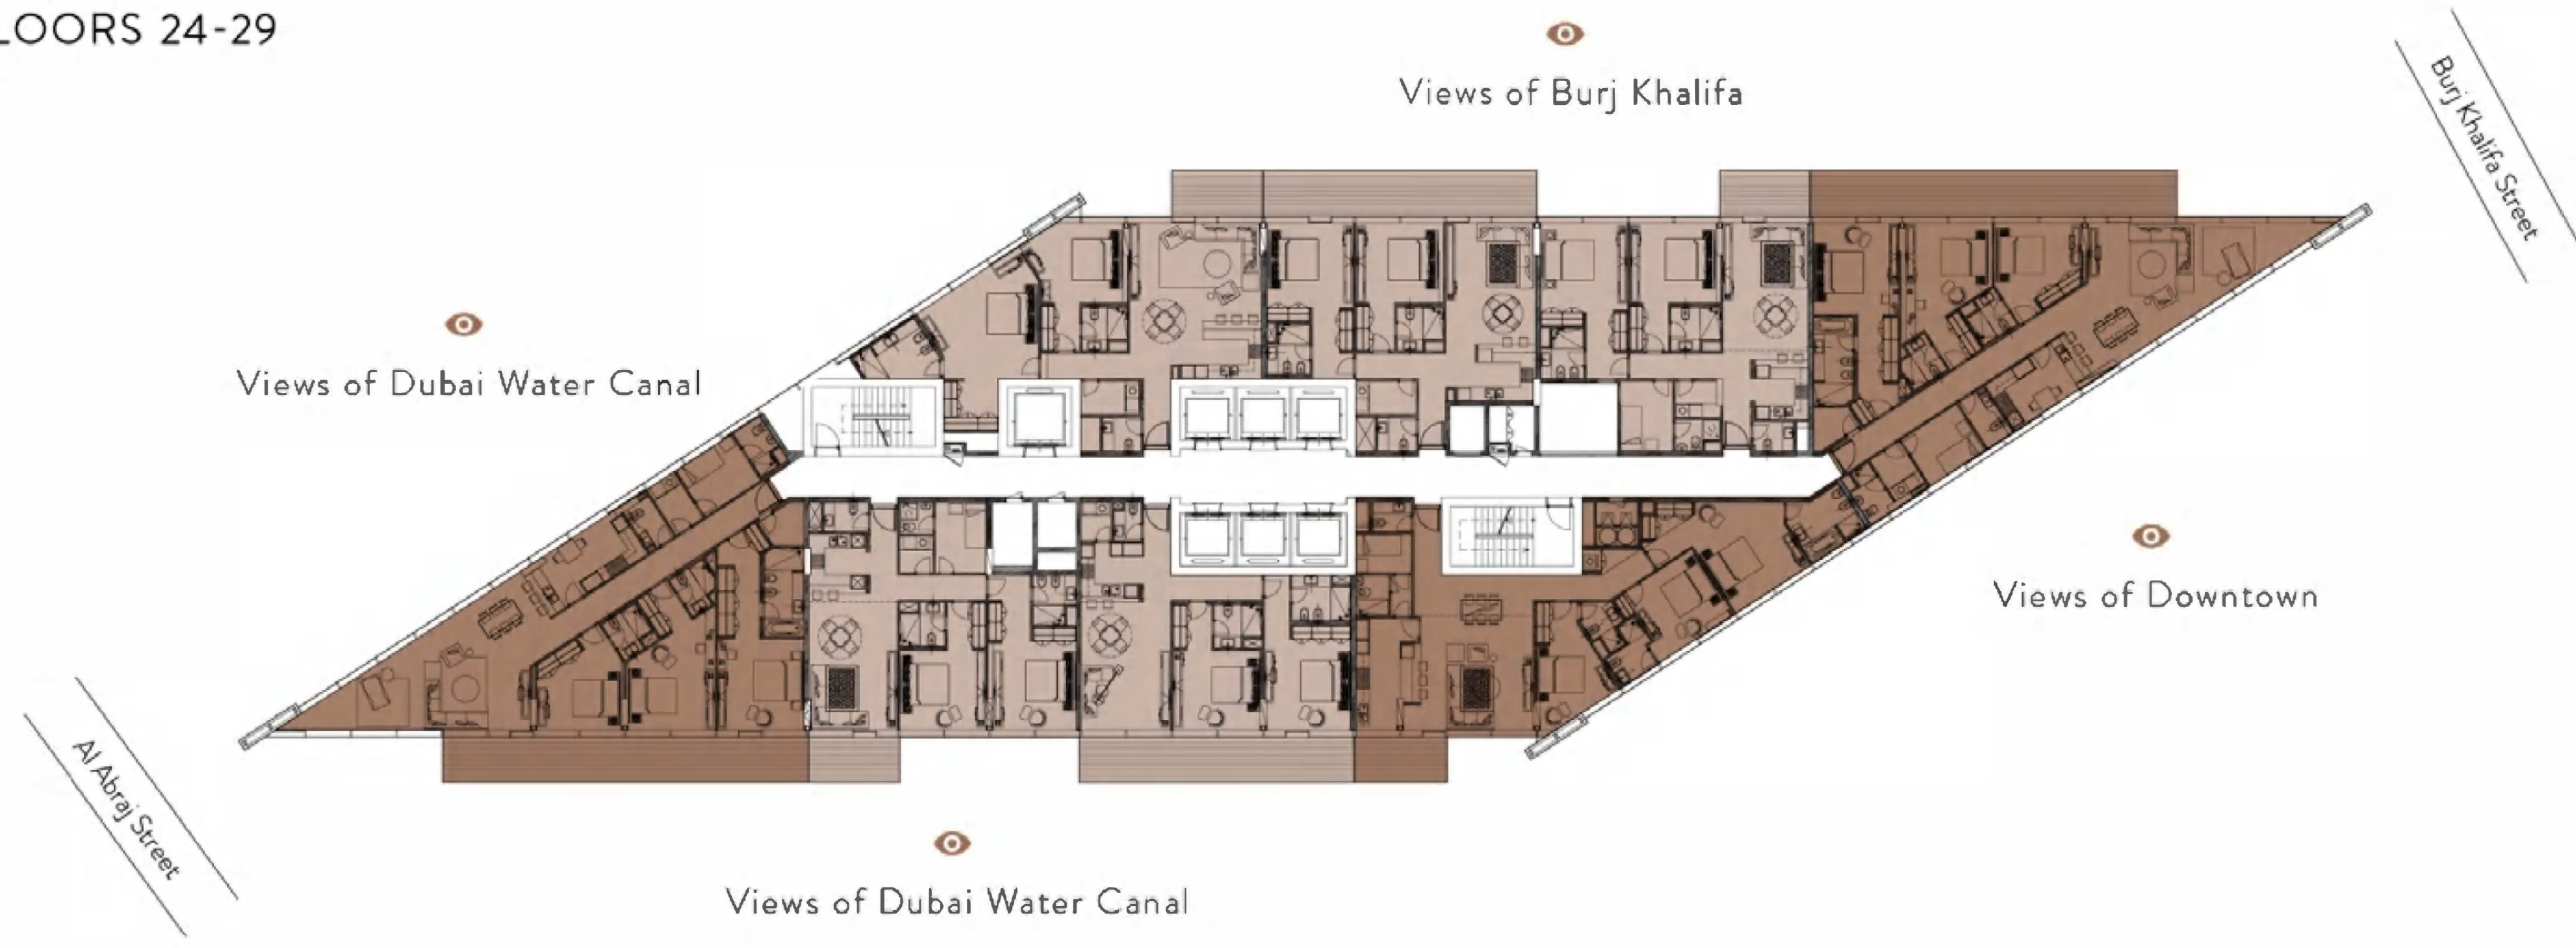 LOORS 24-29
Views of Burj Khalifa
Burj Khalifa Street
Views of Dubai Water Canal
Views of Downtown
Al Abraj Street
Views of Dubai Water Canal